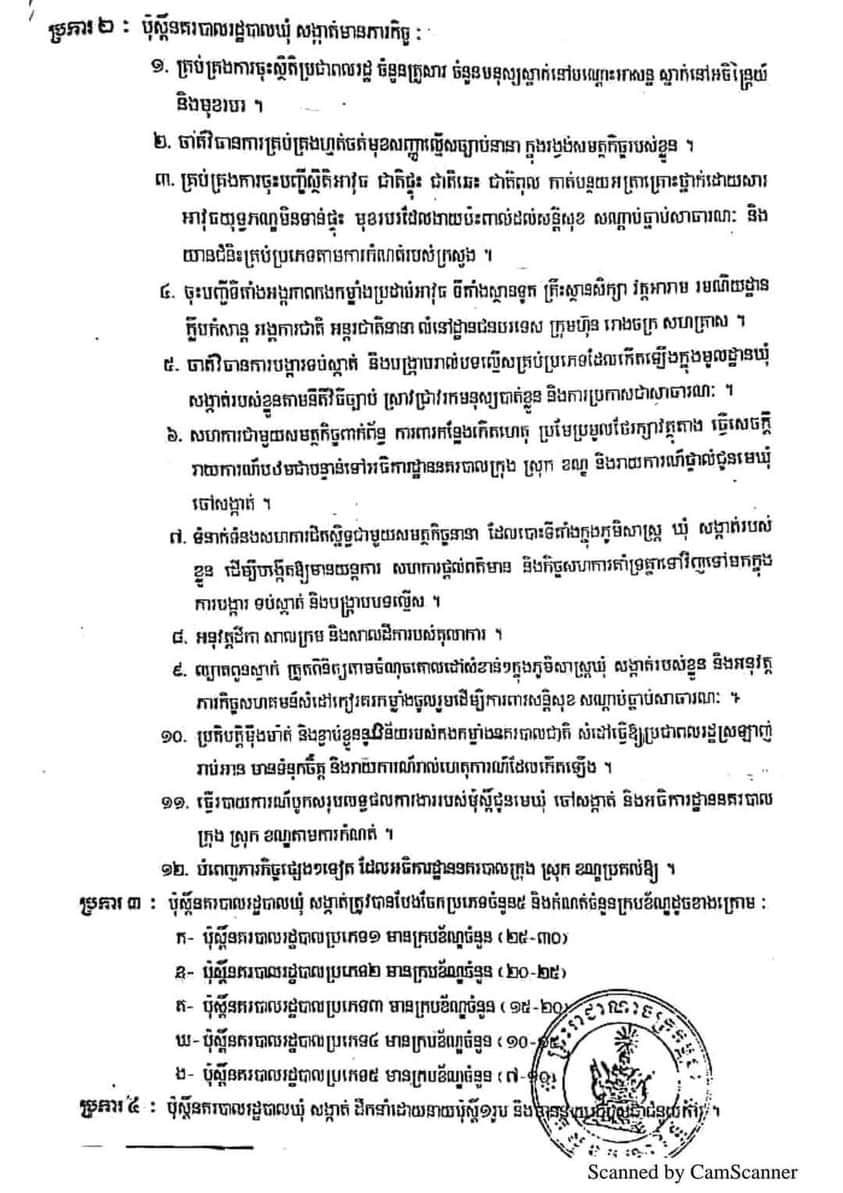 ប្រការ ២ : ប៉ុស្តិ៍នគរបាលរដ្ឋបាលឃុំ សង្កាត់មានភារកិច្ច :
១. គ្រប់គ្រងការចុះស្ថិតិប្រជាពលរដ្ឋ ចំនួនគ្រួសារ ចំនួនមនុស្សស្នាក់នៅបណ្តោះអាសន្ន ស្នាក់នៅអចិន្ត្រៃយ៍
និងមុខរបរ ។
២. ចាត់វិធានការគ្រប់គ្រងហ្មត់ចត់មុខសញ្ញាល្មើសច្បាប់នានា ក្នុងរង្វង់សមត្ថកិច្ចរបស់ខ្លួន ។
៣. គ្រប់គ្រងការចុះបញ្ជីស្ថិតិអាវុធ ជាតិផ្ទុះ ជាតិឆេះ ជាតិពុល កាត់បន្ថយអត្រាគ្រោះថ្នាក់ដោយសារ
អាវុធយុទ្ធភណ្ឌមិនទាន់ផ្ទុះ មុខរបរដែលងាយប៉ះពាល់ដល់សន្តិសុខ សណ្តាប់ធ្នាប់សាធារណៈ និង
យានជំនិះគ្រប់ប្រភេទតាមការកំណត់របស់ក្រសួង ។
៤. ចុះបញ្ជីទីតាំងអង្គភាពកងកម្លាំងប្រដាប់អាវុធ ទីតាំងស្ថានទូត គ្រឹះស្ថានសិក្សា វត្តអារាម រមណីយដ្ឋាន
ក្លឹបកំសាន្ត អង្គការជាតិ អន្តរជាតិនានា លំនៅដ្ឋានជនបរទេស ក្រុមហ៊ុន រោងចក្រ សហគ្រាស ។
៥. ចាត់វិធានការបង្ការទប់ស្កាត់ និងបង្ក្រាបរាល់បទល្មើសគ្រប់ប្រភេទដែលកើតឡើងក្នុងមូលដ្ឋានឃុំ
សង្កាត់របស់ខ្លួនតាមនីតិវិធីច្បាប់ ស្រាវជ្រាវរកមនុស្សបាត់ខ្លួន និងការប្រកាសជាសាធារណៈ ។
៦. សហការជាមួយសមត្ថកិច្ចពាក់ព័ន្ធ ការពារកន្លែងកើតហេតុ ប្រមែប្រមូលថែរក្សាវត្ថុតាង ធ្វើសេចក្តី
រាយការណ៍បឋមជាបន្ទាន់ទៅអធិការដ្ឋាននគរបាលក្រុង ស្រុក ខណ្ឌ និងរាយការណ៍ផ្ទាល់ជូនមេឃុំ
ចៅសង្កាត់ ។
៧. ទំនាក់ទំនងសហការជិតស្និទ្ធជាមួយសមត្ថកិច្ចនានា ដែលបោះទីតាំងក្នុងភូមិសាស្ត្រ ឃុំ សង្កាត់របស់
ខ្លួន ដើម្បីបង្កើតឱ្យមានយន្តការ សហការផ្តល់ព័ត៌មាន និងកិច្ចសហការគាំទ្រគ្នាទៅវិញទៅមកក្នុង
ការបង្ការ ទប់ស្កាត់ និងបង្ក្រាបបទល្មើស ។
៨. អនុវត្តដីកា សាលក្រម និងសាលដីការបស់តុលាការ ។
៩. ល្បាតពួនស្ទាក់ ត្រួតពិនិត្យតាមចំណុចគោលដៅសំខាន់ៗក្នុងភូមិសាស្ត្រឃុំ សង្កាត់របស់ខ្លួន និងអនុវត្ត
ភារកិច្ចសហគមន៍សំដៅកៀរគរកម្លាំងចូលរួមដើម្បីការពារសន្តិសុខ សណ្តាប់ធ្នាប់សាធារណៈ ។
១០. ប្រតិបត្តិម៉ឺងម៉ាត់ និងខ្ជាប់ខ្ជួននូវវិន័យរបស់កងកម្លាំងនគរបាលជាតិ សំដៅធ្វើឱ្យប្រជាពលរដ្ឋស្រឡាញ់
រាប់អាន មានទំនុកចិត្ត និងរាយការណ៍រាល់ហេតុការណ៍ដែលកើតឡើង ។
១១. ធ្វើរបាយការណ៍បូកសរុបលទ្ធផលការងាររបស់ប៉ុស្តិ៍ជូនមេឃុំ ចៅសង្កាត់ និងអធិការដ្ឋាននគរបាល
ក្រុង ស្រុក ខណ្ឌតាមការកំណត់ ។
១២. បំពេញភារកិច្ចផ្សេងៗទៀត ដែលអធិការដ្ឋាននគរបាលក្រុង ស្រុក ខណ្ឌប្រគល់ឱ្យ ។
ប្រការ ៣ : ប៉ុស្តិ៍នគរបាលរដ្ឋបាលឃុំ សង្កាត់ត្រូវបានបែងចែកប្រភេទចំនួន៥ និងកំណត់ចំនួនក្របខ័ណ្ឌដូចខាងក្រោម :
ក- ប៉ុស្តិ៍នគរបាលរដ្ឋបាលប្រភេទ១ មានក្របខ័ណ្ឌចំនួន (២៥-៣០)
ខ- ប៉ុស្តិ៍នគរបាលរដ្ឋបាលប្រភេទ២ មានក្របខ័ណ្ឌចំនួន (២០-២៥)
គ- ប៉ុស្តិ៍នគរបាលរដ្ឋបាលប្រភេទ៣ មានក្របខ័ណ្ឌចំនួន (១៥-២០)
ឃ- ប៉ុស្តិ៍នគរបាលរដ្ឋបាលប្រភេទ៤ មានក្របខ័ណ្ឌចំនួន (១០-១៥
ង- ប៉ុស្តិ៍នគរបាលរដ្ឋបាលប្រភេទ៥ មានក្របខ័ណ្ឌចំនួន (៧-១០)
ប្រការ ៤ : ប៉ុស្តិ៍នគរបាលរដ្ឋបាលឃុំ សង្កាត់ ដឹកនាំដោយនាយប៉ុស្តិ៍១រូប និងមាននាយរងប៉ុស្តិ៍ជាជំនួយការ ។
Scanned by CamScanner